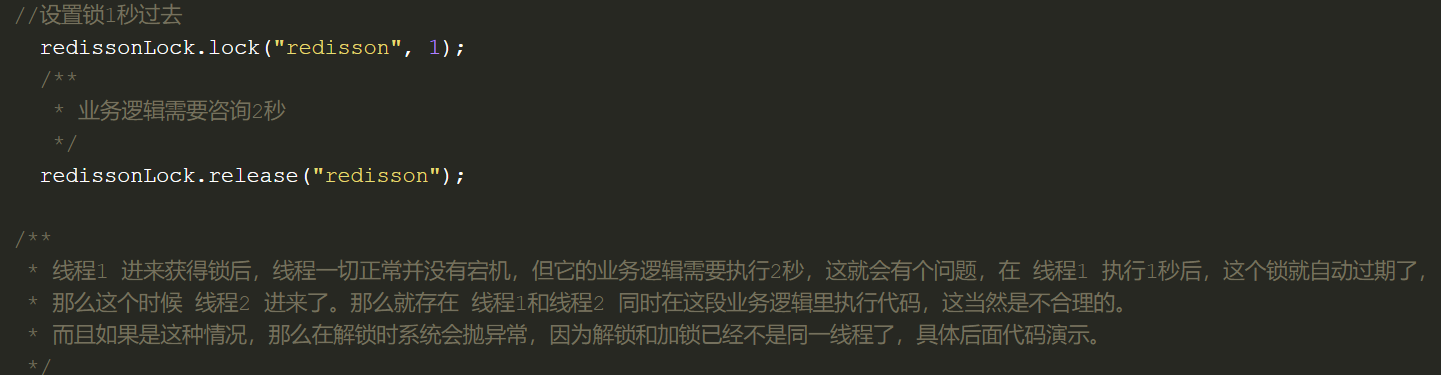 //设置锁1秒过去
redissonLock.lock("redisson", 1);
/**
* 业务逻辑需要咨询2秒
*/
redissonLock.release("redisson");
/**
* 线程1 进来获得锁后，线程一切正常并没有宕机，但它的业务逻辑需要执行2秒，这就会有个问题，在 线程1 执行1秒后，这个锁就自动过期了，
* 那么这个时候 线程2 进来了。那么就存在 线程1和线程2 同时在这段业务逻辑里执行代码，这当然是不合理的。
* 而且如果是这种情况，那么在解锁时系统会抛异常，因为解锁和加锁已经不是同一线程了，具体后面代码演示。
*/